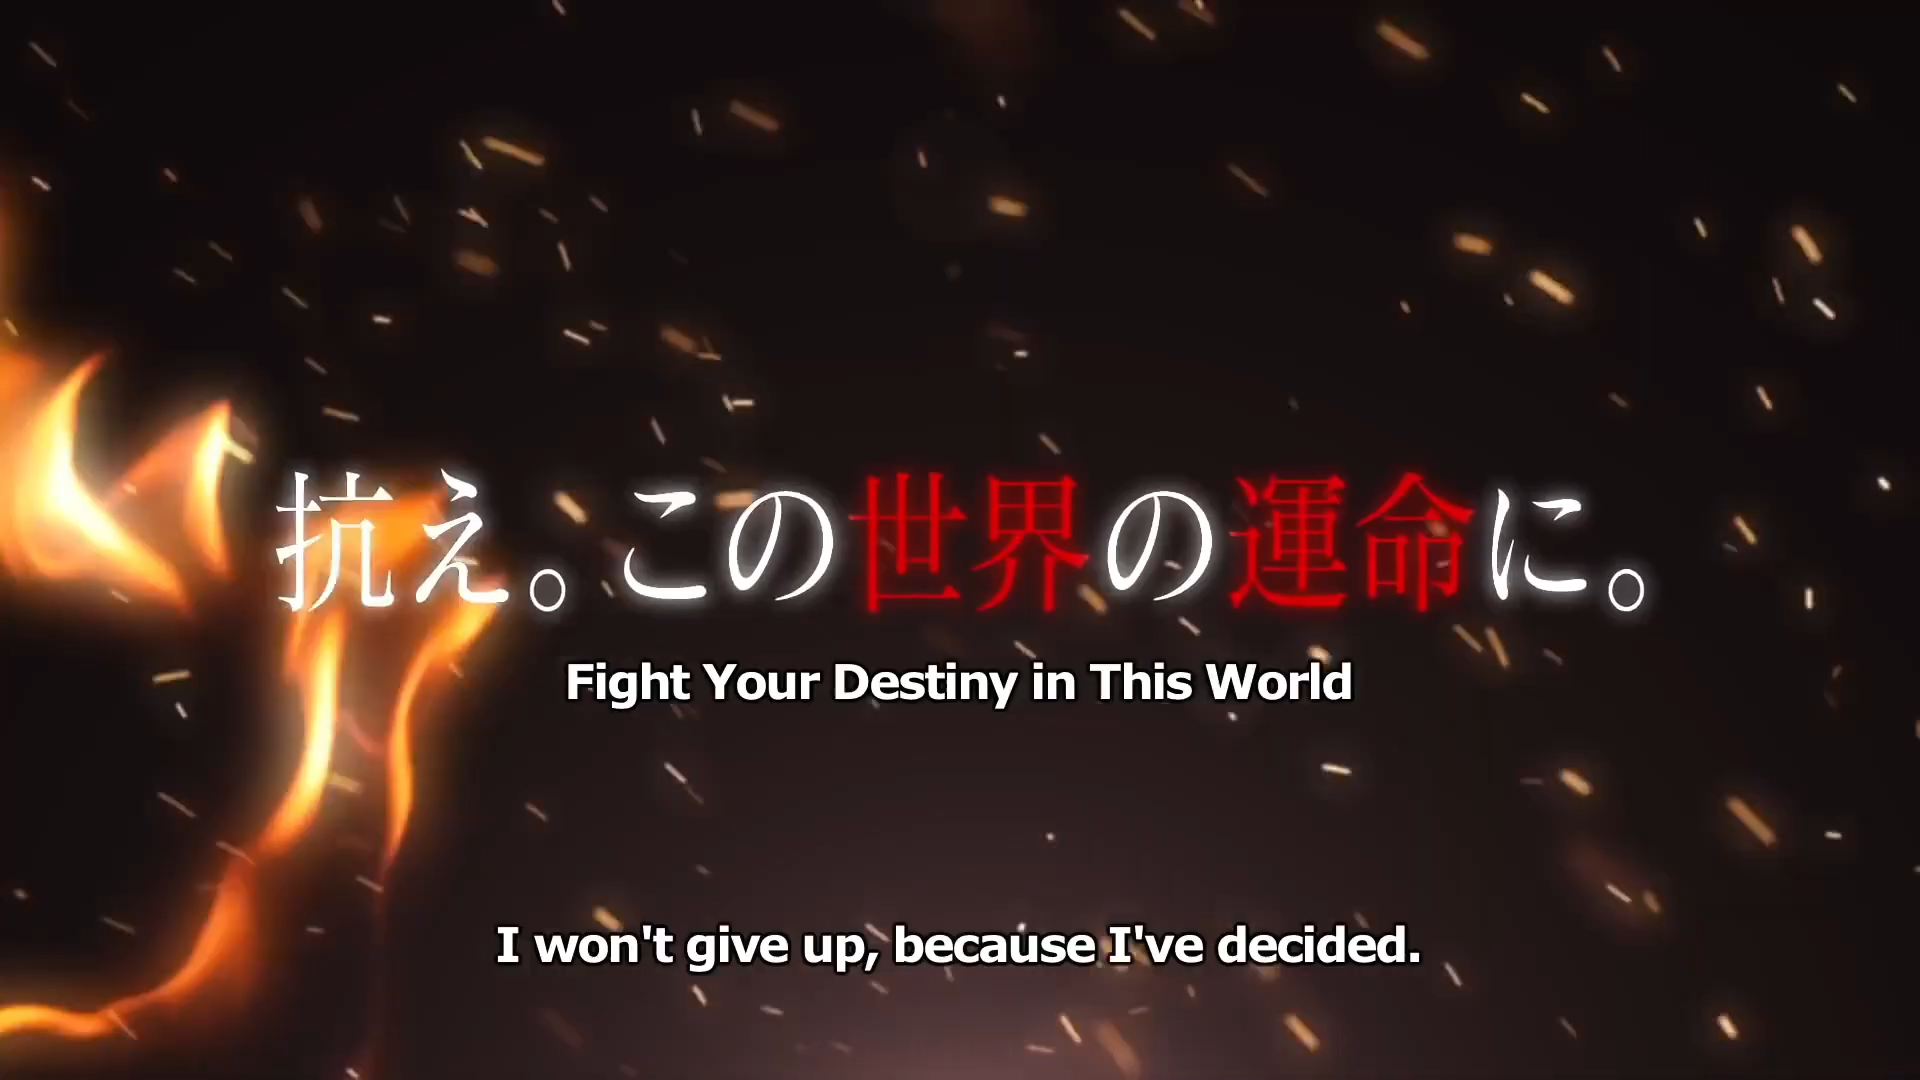 抗え。この世界の運命に。
Fight Your Destiny in This World
I won't give up, because I've decided.